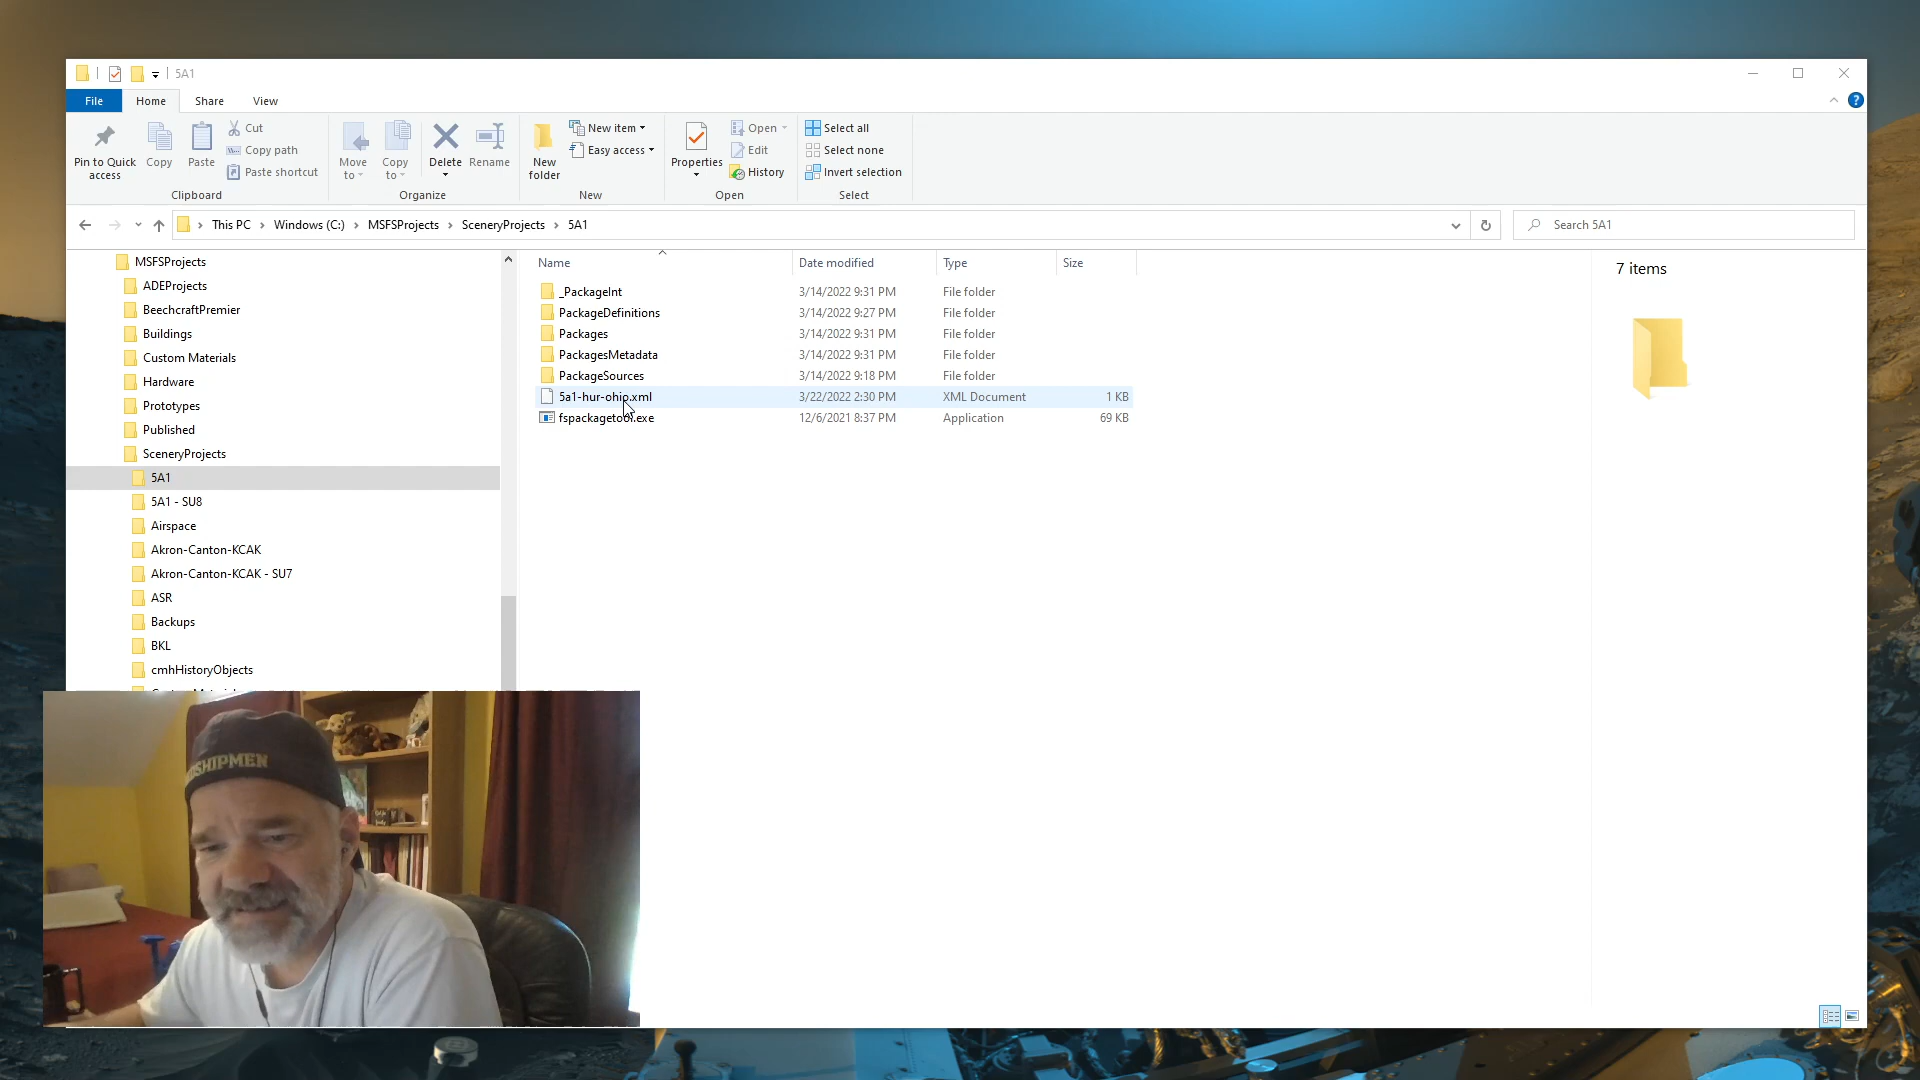 5A1
File Home Share View
Pin to Quick access
Copy
Paste
Cut
Copy path
Paste shortcut
Clipboard
Move to
Copy to
Delete
Rename
Organize
New folder
New item
Easy access
New
Properties
Open
Edit
History
Open
Select all
Select none
Invert selection
Select
This PC > Windows (C:) > MSFSProjects > SceneryProjects > 5A1
Search 5A1
MSFSProjects
ADEProjects
BeechcraftPremier
Buildings
Custom Materials
Hardware
Prototypes
Published
SceneryProjects
5A1
5A1 - SU8
Airspace
Akron-Canton-KCAK
Akron-Canton-KCAK - SU7
ASR
Backups
BKL
cmhHistoryObjects
Name Date modified Type Size
_PackageInt 3/14/2022 9:31 PM File folder
PackageDefinitions 3/14/2022 9:27 PM File folder
Packages 3/14/2022 9:31 PM File folder
PackagesMetadata 3/14/2022 9:31 PM File folder
PackageSources 3/14/2022 9:18 PM File folder
5a1-hur-ohio.xml 3/22/2022 2:30 PM XML Document 1 KB
fspackagetool.exe 12/6/2021 8:37 PM Application 69 KB
7 items